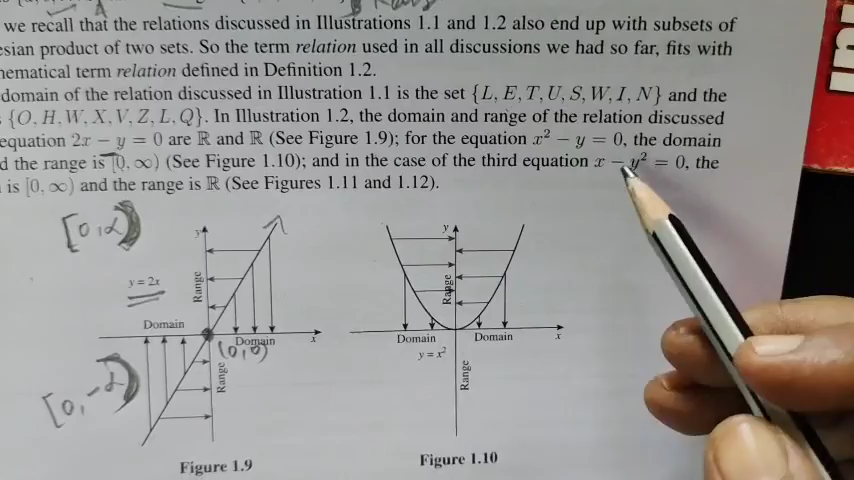 we recall that the relations discussed in Illustrations 1.1 and 1.2 also end up with subsets of
esian product of two sets. So the term relation used in all discussions we had so far, fits with
nematical term relation defined in Definition 1.2.
domain of the relation discussed in Illustration 1.1 is the set {L, E, T, U, S, W, I, N} and the
{O, H, W, X, V, Z, L, Q}. In Illustration 1.2, the domain and range of the relation discussed
equation 2x − y = 0 are ℝ and ℝ (See Figure 1.9); for the equation x² − y = 0, the domain
d the range is [0, ∞) (See Figure 1.10); and in the case of the third equation x − y² = 0, the
is [0, ∞) and the range is ℝ (See Figures 1.11 and 1.12).
[0,∞)
y
y
y = 2x
Range
Range
Domain
Domain
x
Domain
Domain
x
(0,0)
y = x²
[0,-∞)
Range
Range
Figure 1.9
Figure 1.10